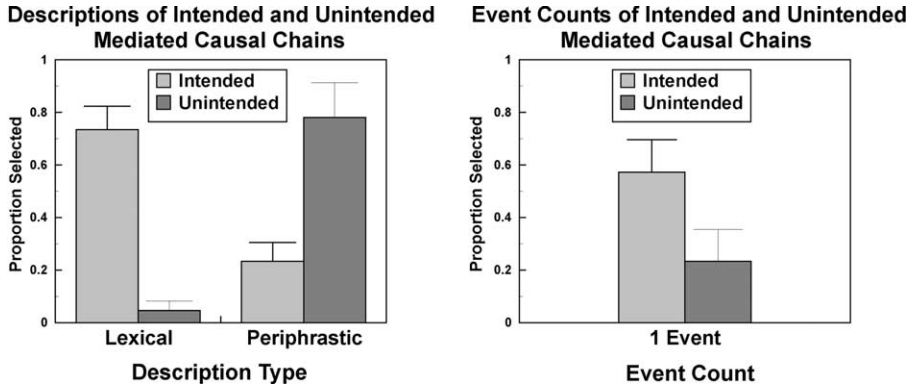 Descriptions of Intended and Unintended
Mediated Causal Chains
Proportion Selected
1
0.8
0.6
0.4
0.2
0
Intended
Unintended
Lexical
Periphrastic
Description Type
Event Counts of Intended and Unintended
Mediated Causal Chains
Proportion Selected
1
0.8
0.6
0.4
0.2
0
Intended
Unintended
1 Event
Event Count